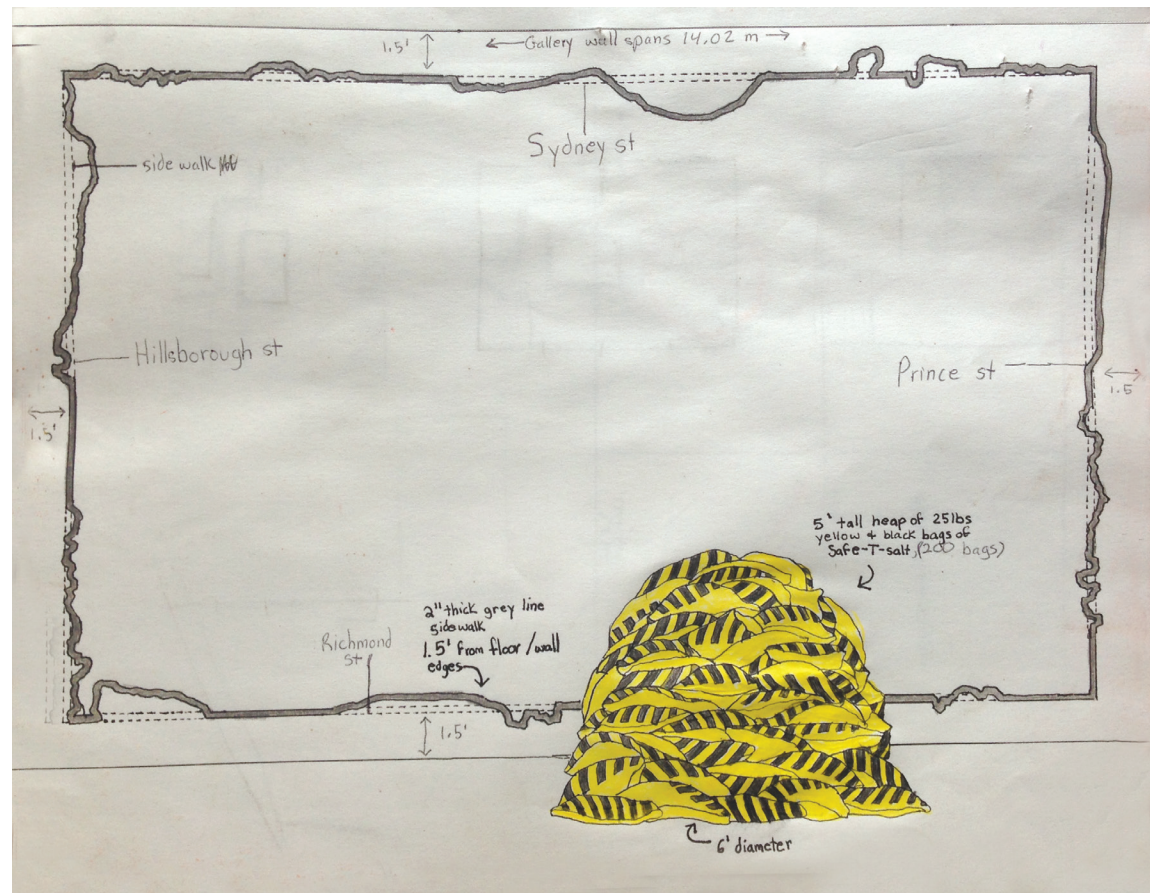 1.5'
Gallery wall spans 14.02 m
Sydney st
side walk
Hillsborough st
Prince st
1.5
1.5'
5' tall heap of 25lbs
yellow + black bags of
Safe-T-salt, (200 bags)
2" thick grey line
sidewalk
1.5' from floor/wall
edges
Richmond
st
1.5'
6' diameter